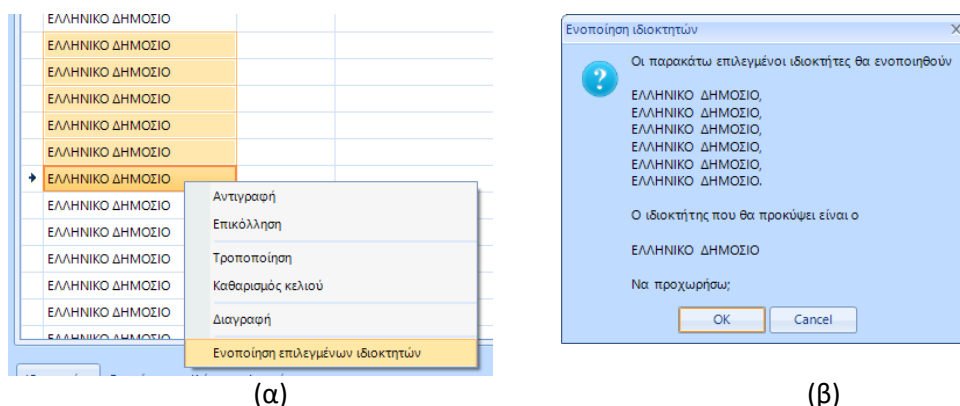 ΕΛΛΗΝΙΚΟ ΔΗΜΟΣΙΟ
ΕΛΛΗΝΙΚΟ ΔΗΜΟΣΙΟ
ΕΛΛΗΝΙΚΟ ΔΗΜΟΣΙΟ
ΕΛΛΗΝΙΚΟ ΔΗΜΟΣΙΟ
ΕΛΛΗΝΙΚΟ ΔΗΜΟΣΙΟ
ΕΛΛΗΝΙΚΟ ΔΗΜΟΣΙΟ
ΕΛΛΗΝΙΚΟ ΔΗΜΟΣΙΟ
ΕΛΛΗΝΙΚΟ ΔΗΜΟΣΙΟ
ΕΛΛΗΝΙΚΟ ΔΗΜΟΣΙΟ
ΕΛΛΗΝΙΚΟ ΔΗΜΟΣΙΟ
ΕΛΛΗΝΙΚΟ ΔΗΜΟΣΙΟ
ΕΛΛΗΝΙΚΟ ΔΗΜΟΣΙΟ
ΕΛΛΗΝΙΚΟ ΔΗΜΟΣΙΟ
Αντιγραφή
Επικόλληση
Τροποποίηση
Καθαρισμός κελιού
Διαγραφή
Ενοποίηση επιλεγμένων ιδιοκτητών
(α)
Ενοποίηση ιδιοκτητών
Οι παρακάτω επιλεγμένοι ιδιοκτήτες θα ενοποιηθούν
ΕΛΛΗΝΙΚΟ ΔΗΜΟΣΙΟ,
ΕΛΛΗΝΙΚΟ ΔΗΜΟΣΙΟ,
ΕΛΛΗΝΙΚΟ ΔΗΜΟΣΙΟ,
ΕΛΛΗΝΙΚΟ ΔΗΜΟΣΙΟ,
ΕΛΛΗΝΙΚΟ ΔΗΜΟΣΙΟ,
ΕΛΛΗΝΙΚΟ ΔΗΜΟΣΙΟ.
Ο ιδιοκτήτης που θα προκύψει είναι ο
ΕΛΛΗΝΙΚΟ ΔΗΜΟΣΙΟ
Να προχωρήσω;
OK Cancel
(β)